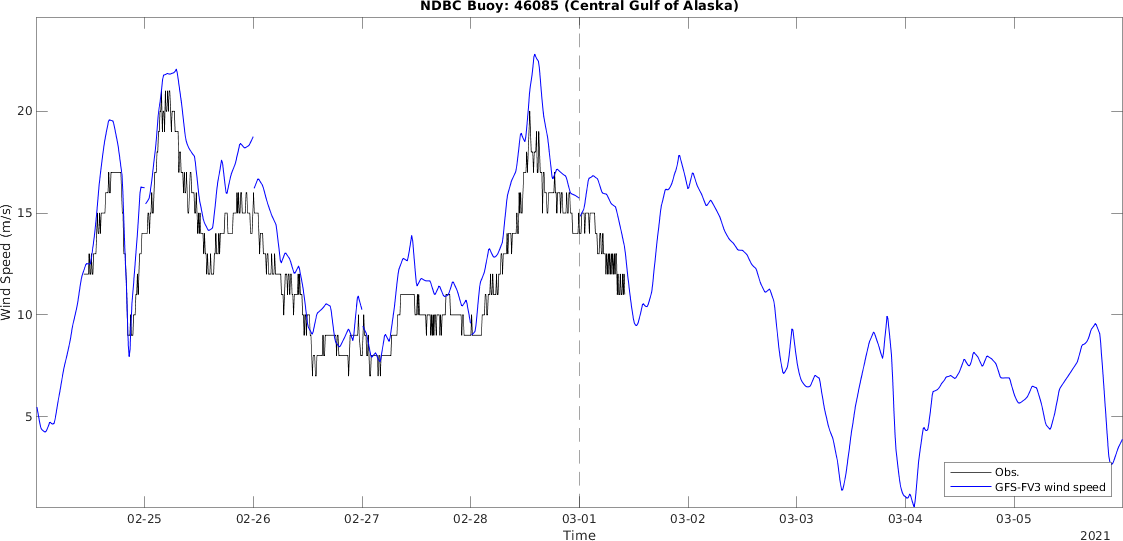 NDBC Buoy: 46085 (Central Gulf of Alaska)
Wind Speed (m/s)
20
15
10
5
02-25 02-26 02-27 02-28 03-01 03-02 03-03 03-04 03-05
Time
2021
Obs.
GFS-FV3 wind speed